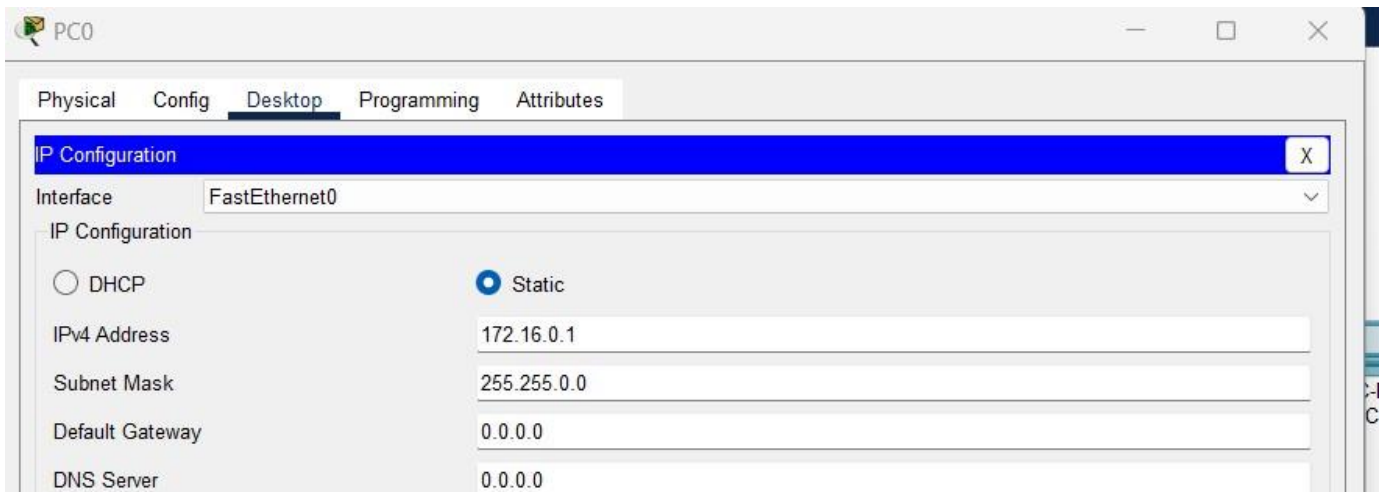 PC0
Physical Config Desktop Programming Attributes
IP Configuration X
Interface FastEthernet0
IP Configuration
DHCP Static
IPv4 Address 172.16.0.1
Subnet Mask 255.255.0.0
Default Gateway 0.0.0.0
DNS Server 0.0.0.0